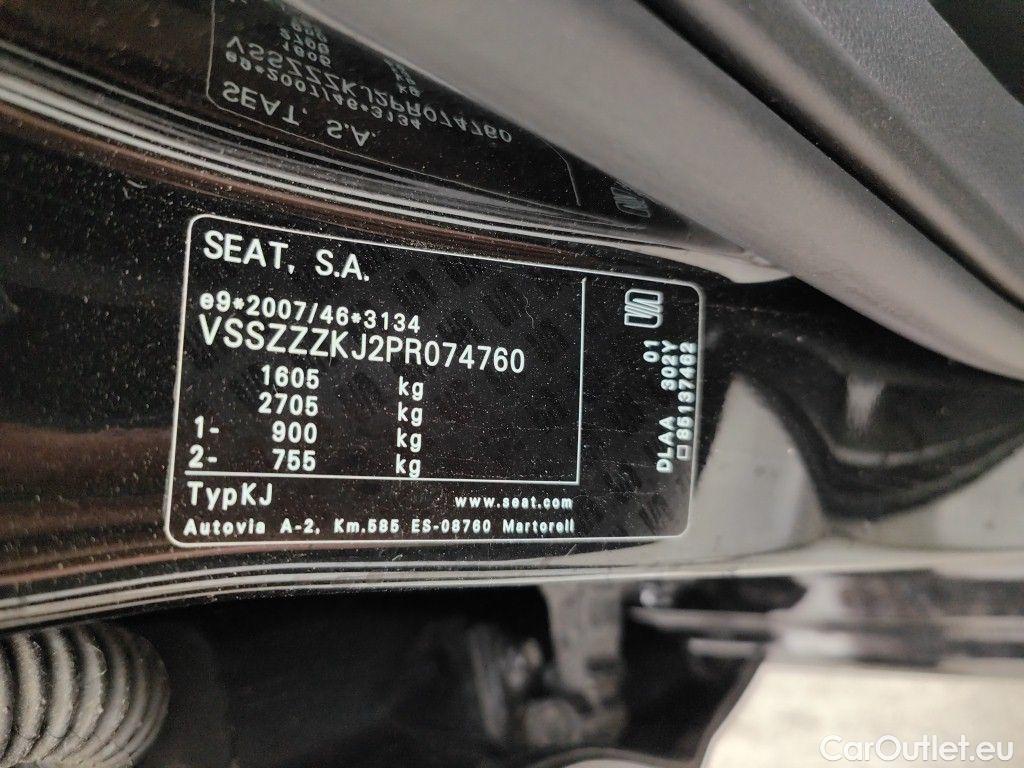 SEAT, S.A.
e9*2007/46*3134
VSSZZZKJ2PR074760
1605 kg
2705 kg
1- 900 kg
2- 755 kg
TypKJ www.seat.com
Autovia A-2, Km.585 ES-08760 Martorell
01
DLAA 302Y
85137462
CarOutlet.eu